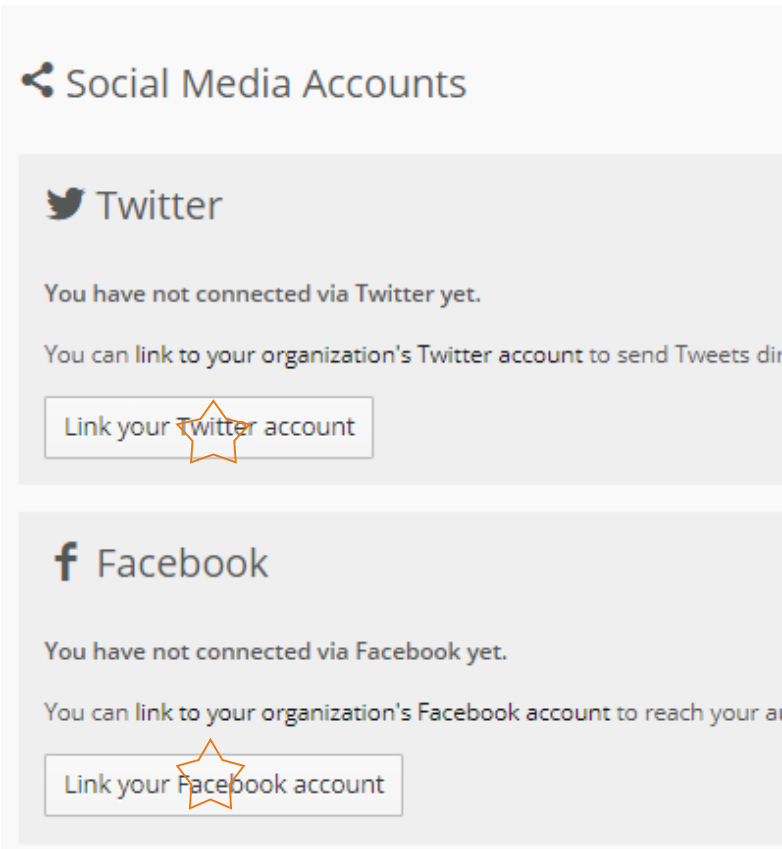 Social Media Accounts
Twitter
You have not connected via Twitter yet.
You can link to your organization's Twitter account to send Tweets
Link your Twitter account
Facebook
You have not connected via Facebook yet.
You can link to your organization's Facebook account to reach your
Link your Facebook account